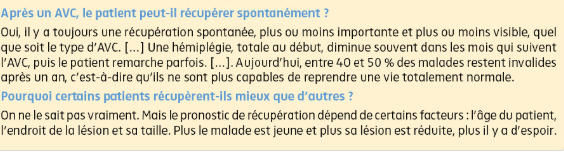 Après un AVC, le patient peut-il récupérer spontanément ?
Oui, il y a toujours une récupération spontanée, plus ou moins importante et plus ou moins visible, quel
que soit le type d'AVC. [...] Une hémiplégie, totale au début, diminue souvent dans les mois qui suivent
l'AVC, puis le patient remarche parfois. [...]. Aujourd'hui, entre 40 et 50 % des malades restent invalides
après un an, c'est-à-dire qu'ils ne sont plus capables de reprendre une vie totalement normale.
Pourquoi certains patients récupèrent-ils mieux que d'autres ?
On ne le sait pas vraiment. Mais le pronostic de récupération dépend de certains facteurs : l'âge du patient,
l'endroit de la lésion et sa taille. Plus le malade est jeune et plus sa lésion est réduite, plus il y a d'espoir.